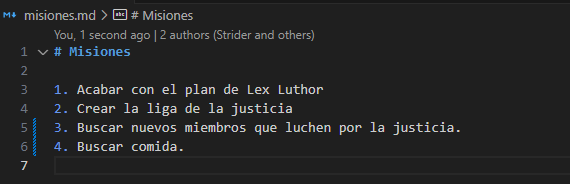 misiones.md > # Misiones
You, 1 second ago | 2 authors (Strider and others)
1 # Misiones
2
3 1. Acabar con el plan de Lex Luthor
4 2. Crear la liga de la justicia
5 3. Buscar nuevos miembros que luchen por la justicia.
6 4. Buscar comida.
7